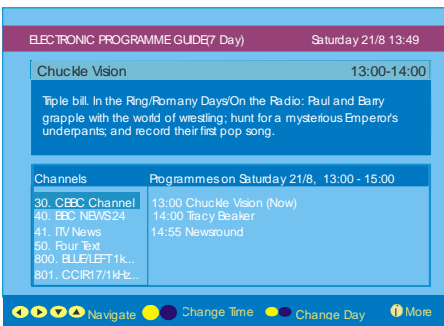 ELECTRONIC PROGRAMME GUIDE(7 Day) Saturday 21/8 13:49
Chuckle Vision 13:00-14:00
Triple bill. In the Ring/Romany Days/On the Radio: Paul and Barry
grapple with the world of wrestling; hunt for a mysterious Emperor's
underpants; and record their first pop song.
Channels Programmes on Saturday 21/8, 13:00 - 15:00
30. CBBC Channel 13:00 Chuckle Vision (Now)
40. BBC NEWS24 14:00 Tracy Beaker
41. ITV News 14:55 Newsround
50. Four Text
800. BLUE/LEFT 1k...
801. CCIR17/1kHz...
Navigate Change Time Change Day i More